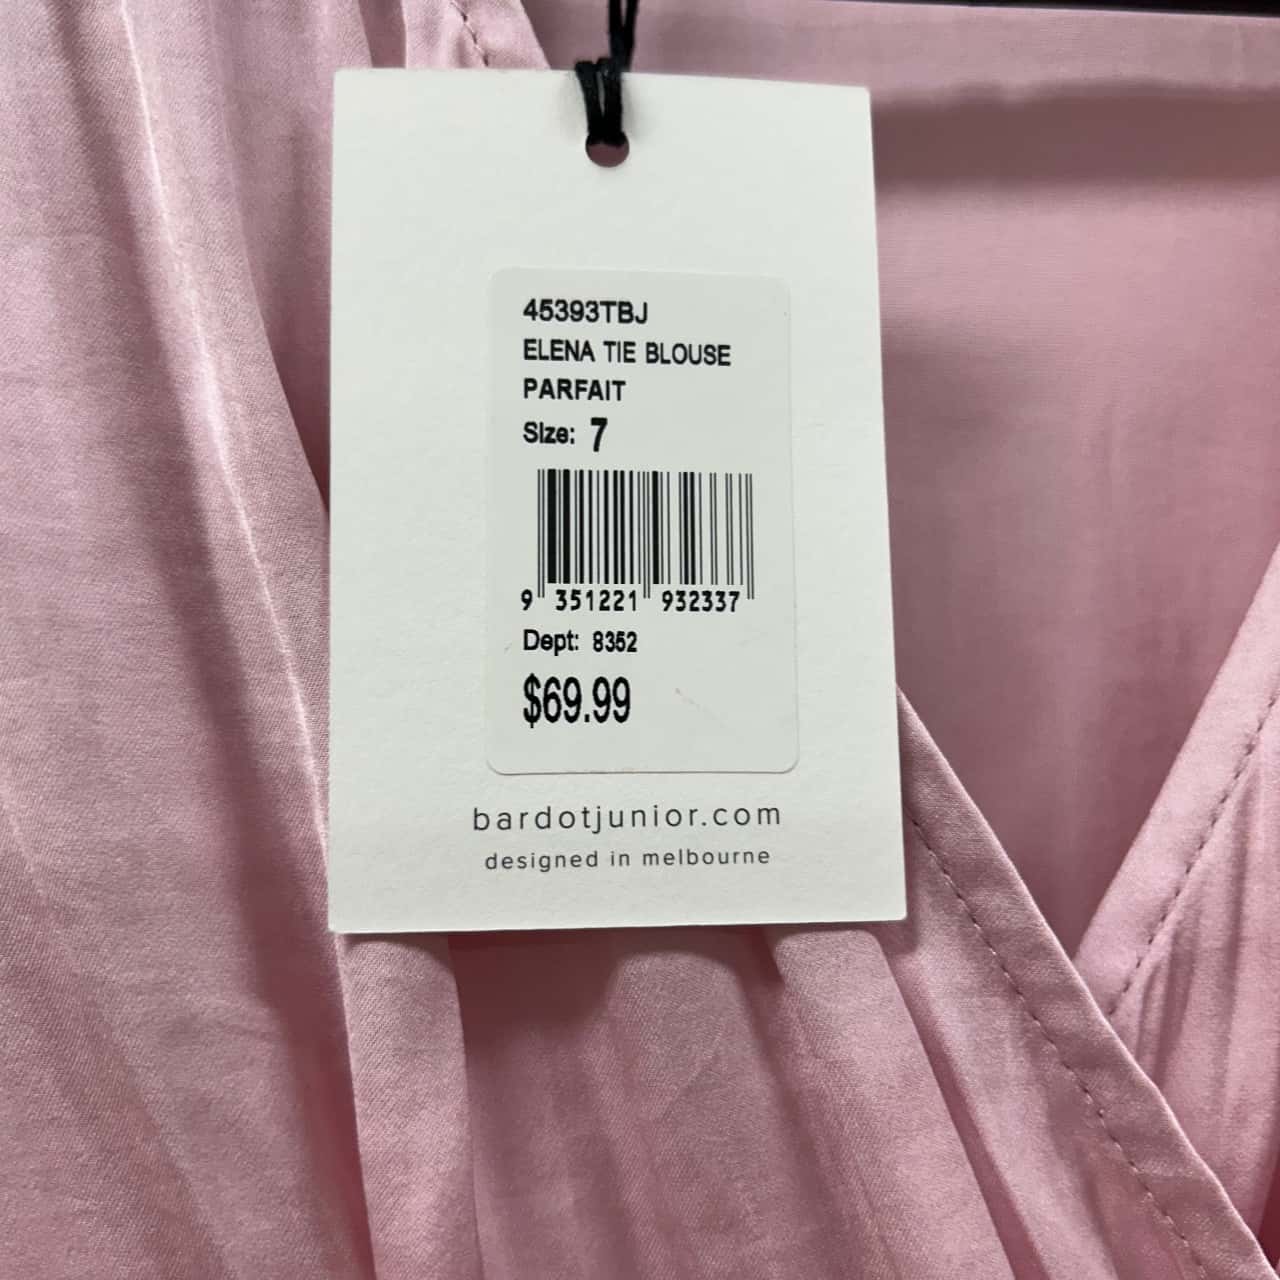 45393TBJ
ELENA TIE BLOUSE
PARFAIT
Size: 7
9 351221 932337
Dept: 8352
$69.99
bardotjunior.com
designed in melbourne